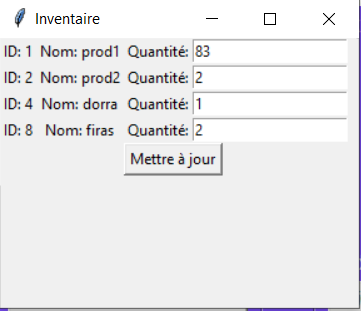 Inventaire
ID: 1 Nom: prod1 Quantité: 83
ID: 2 Nom: prod2 Quantité: 2
ID: 4 Nom: dorra Quantité: 1
ID: 8 Nom: firas Quantité: 2
Mettre à jour